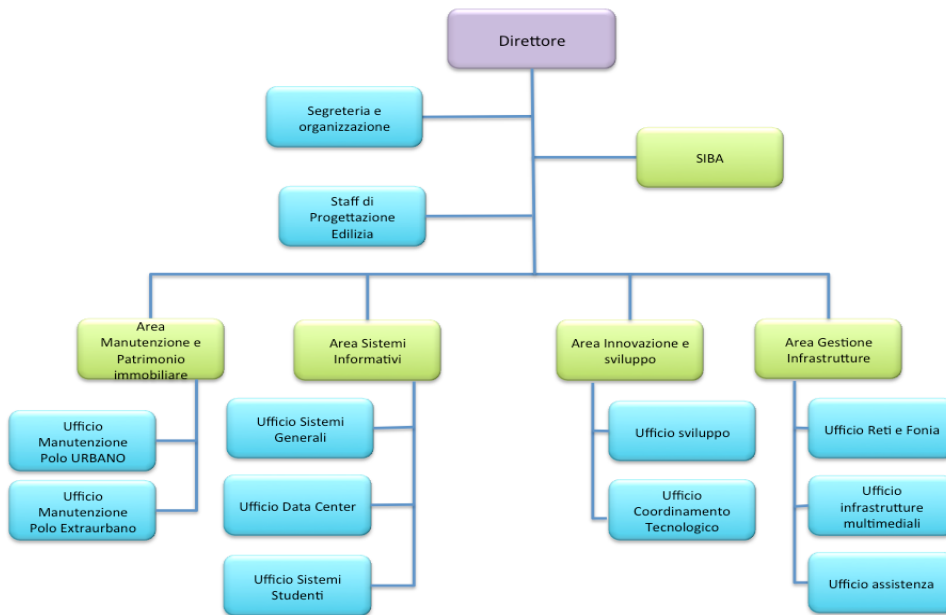 Direttore
Segreteria e
organizzazione
SIBA
Staff di
Progettazione
Edilizia
Area
Manutenzione e
Patrimonio
immobiliare
Area Sistemi
Informativi
Area Innovazione e
sviluppo
Area Gestione
Infrastrutture
Ufficio
Manutenzione
Polo URBANO
Ufficio
Manutenzione
Polo Extraurbano
Ufficio Sistemi
Generali
Ufficio Data Center
Ufficio Sistemi
Studenti
Ufficio sviluppo
Ufficio
Coordinamento
Tecnologico
Ufficio Reti e Fonia
Ufficio
infrastrutture
multimediali
Ufficio assistenza